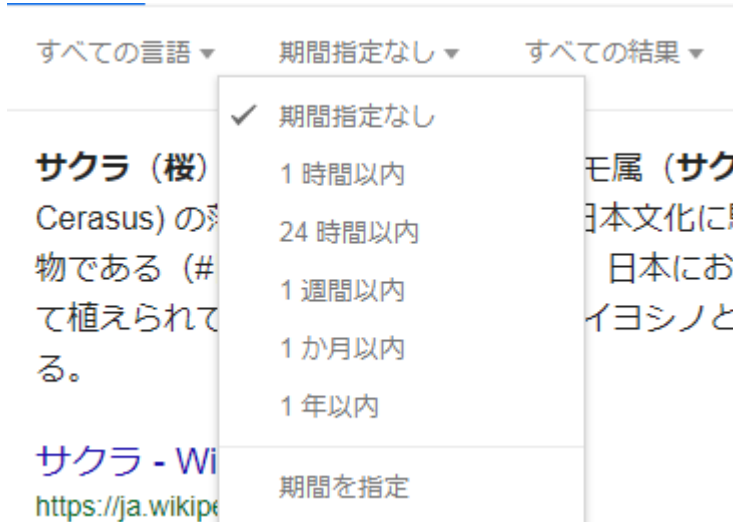 すべての言語▼ 期間指定なし▼ すべての結果▼
✓ 期間指定なし
1 時間以内
24 時間以内
1 週間以内
1 か月以内
1 年以内
期間を指定
サクラ（桜） モ属（サク
Cerasus) の 日本文化に
物である（# 日本にお
て植えられて イヨシノと
る。
サクラ - Wi
https://ja.wikipe